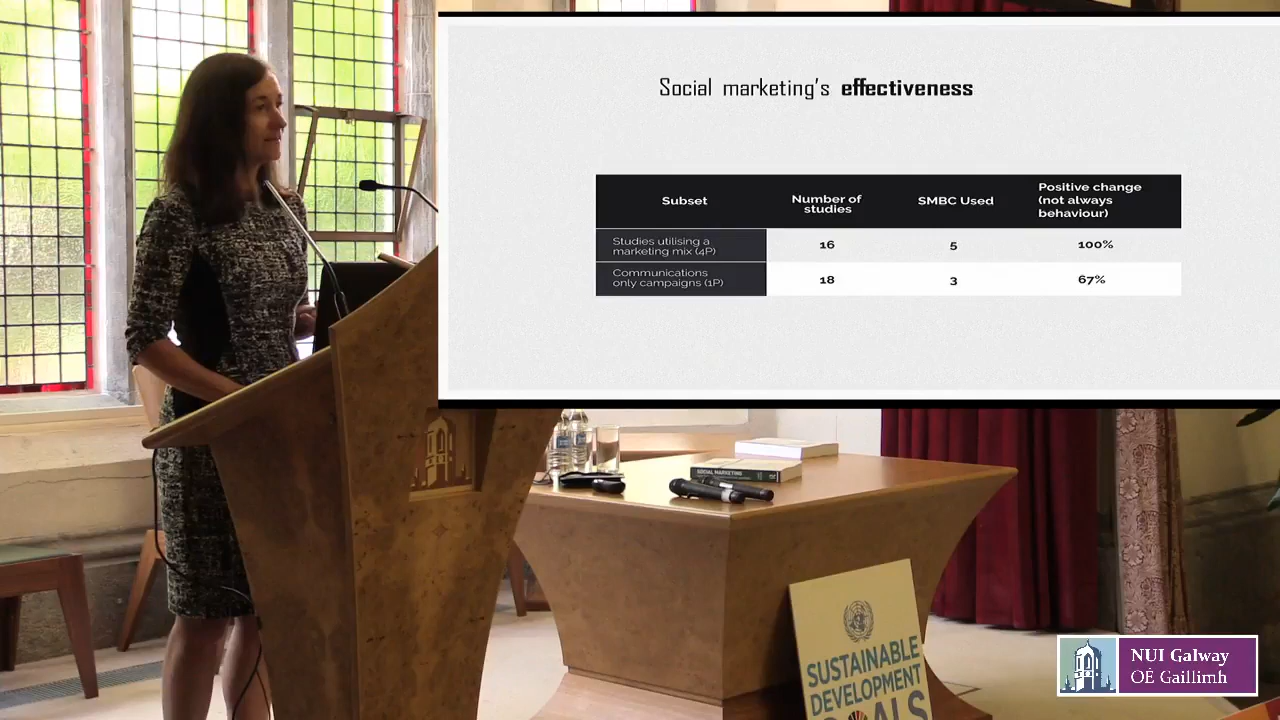 Social marketing's effectiveness
Subset
Number of
studies
SMBC Used
Positive change
(not always
behaviour)
Studies utilising a
marketing mix (4P)
16
5
100%
Communications
only campaigns (1P)
18
3
67%
SOCIAL MARKETING
SUSTAINABLE
DEVELOPMENT
GOALS
NUI Galway
OÉ Gaillimh